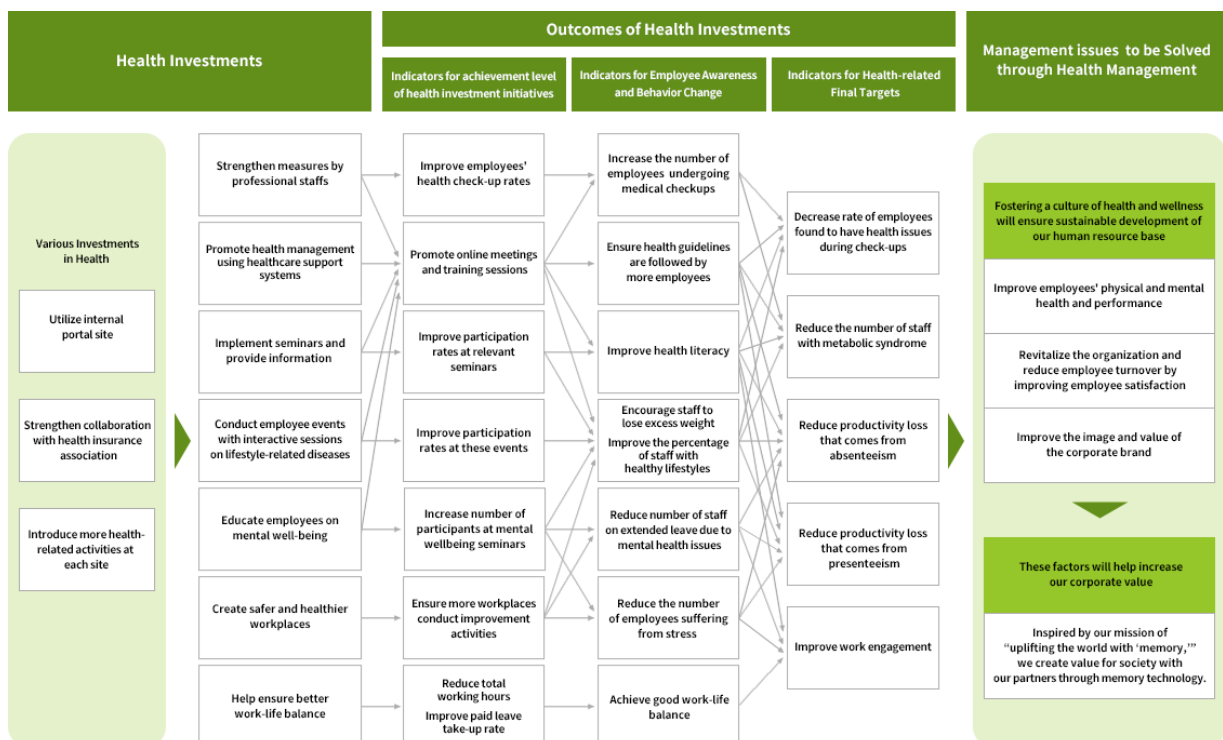 Health Investments
Outcomes of Health Investments
Indicators for achievement level
of health investment initiatives
Indicators for Employee Awareness
and Behavior Change
Indicators for Health-related
Final Targets
Management issues to be Solved
through Health Management
Various Investments
in Health
Utilize internal
portal site
Strengthen collaboration
with health insurance
association
Introduce more health-
related activities at
each site
Strengthen measures by
professional staffs
Promote health management
using healthcare support
systems
Implement seminars and
provide information
Conduct employee events
with interactive sessions
on lifestyle-related diseases
Educate employees on
mental well-being
Create safer and healthier
workplaces
Help ensure better
work-life balance
Improve employees'
health check-up rates
Promote online meetings
and training sessions
Improve participation
rates at relevant
seminars
Improve participation
rates at these events
Increase number of
participants at mental
wellbeing seminars
Ensure more workplaces
conduct improvement
activities
Reduce total
working hours
Improve paid leave
take-up rate
Increase the number of
employees undergoing
medical checkups
Ensure health guidelines
are followed by
more employees
Improve health literacy
Encourage staff to
lose excess weight
Improve the percentage
of staff with
healthy lifestyles
Reduce number of staff
on extended leave due to
mental health issues
Reduce the number
of employees suffering
from stress
Achieve good work-life
balance
Decrease rate of employees
found to have health issues
during check-ups
Reduce the number of staff
with metabolic syndrome
Reduce productivity loss
that comes from
absenteeism
Reduce productivity loss
that comes from
presenteeism
Improve work engagement
Fostering a culture of health and wellness
will ensure sustainable development of
our human resource base
Improve employees' physical and mental
health and performance
Revitalize the organization and
reduce employee turnover by
improving employee satisfaction
Improve the image and value of
the corporate brand
These factors will help increase
our corporate value
Inspired by our mission of
“uplifting the world with ‘memory,’”
we create value for society with
our partners through memory technology.